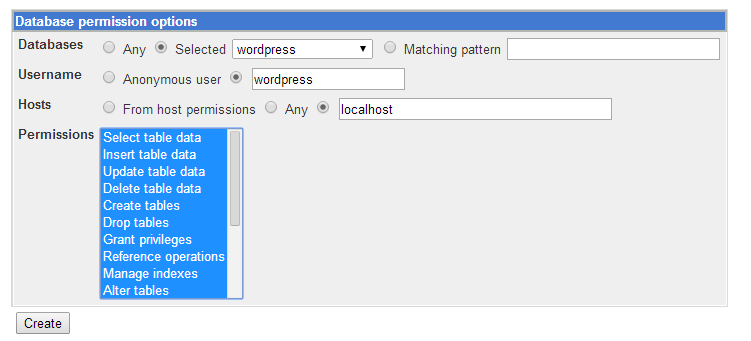 Database permission options
Databases Any Selected wordpress Matching pattern
Username Anonymous user wordpress
Hosts From host permissions Any localhost
Permissions Select table data
Insert table data
Update table data
Delete table data
Create tables
Drop tables
Grant privileges
Reference operations
Manage indexes
Alter tables
Create